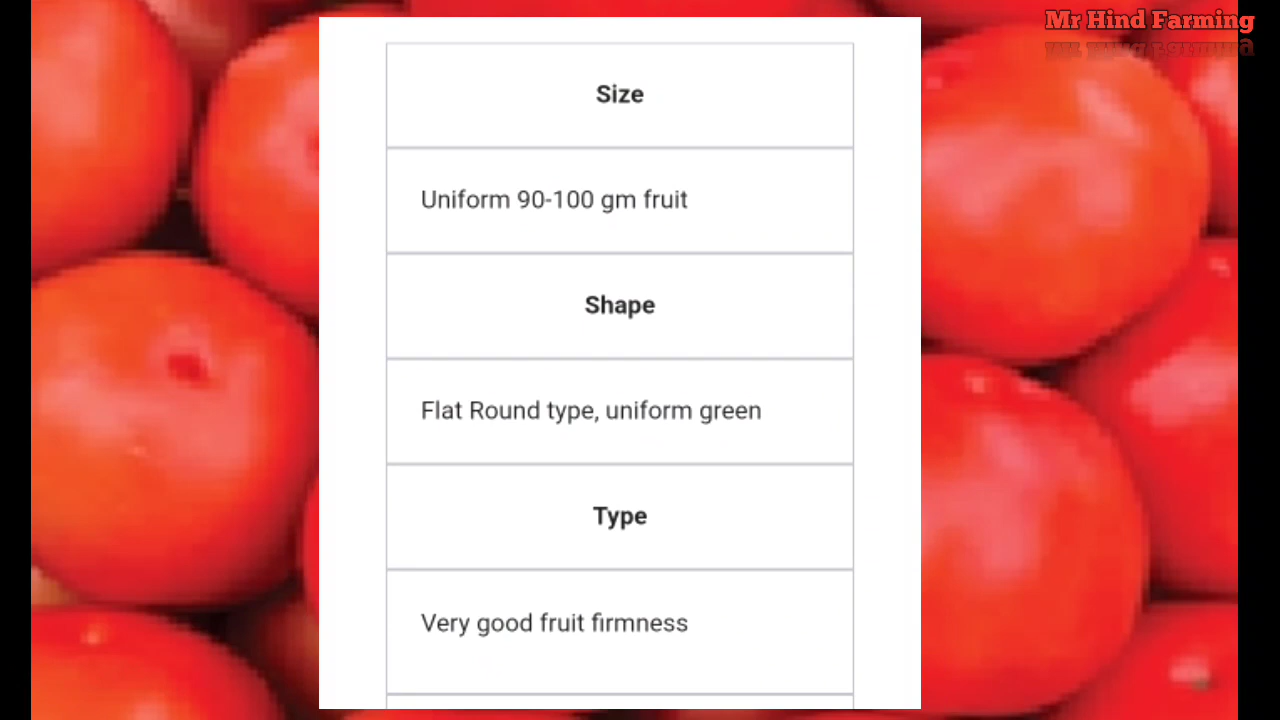 Mr Hind Farming
Size
Uniform 90-100 gm fruit
Shape
Flat Round type, uniform green
Type
Very good fruit firmness